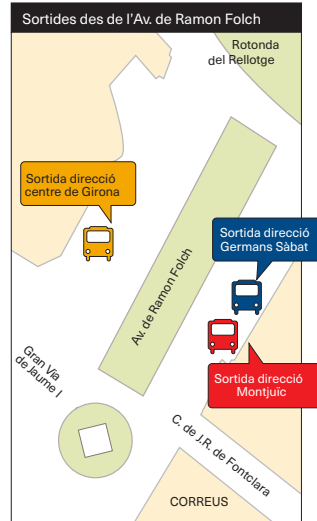 Sortides des de l'Av. de Ramon Folch
Rotonda
del Rellotge
Sortida direcció
centre de Girona
Sortida direcció
Germans Sàbat
Av. de Ramon Folch
Gran Via
de Jaume I
Sortida direcció
Montjuïc
C. de J.R. de Fontclara
CORREUS